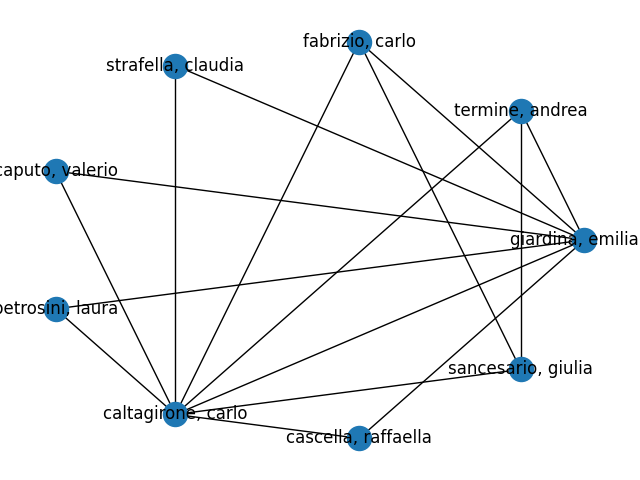 fabrizio, carlo
strafella, claudia
termine, andrea
caputo, valerio
giardina, emilia
petrosini, laura
sancesario, giulia
caltagirone, carlo
cascella, raffaella